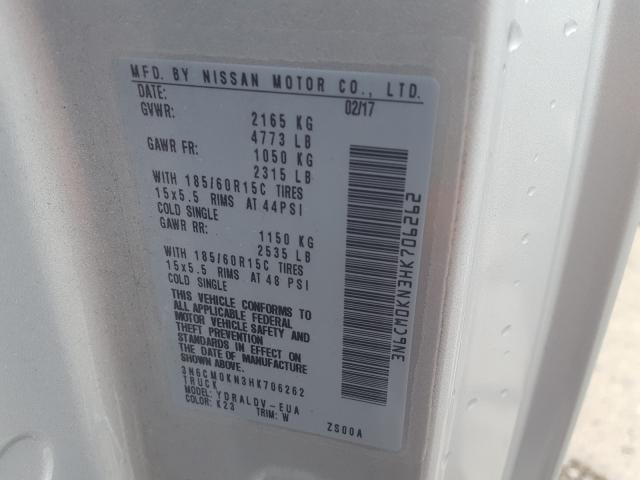 MFD. BY NISSAN MOTOR CO., LTD.
DATE: 02/17
GVWR: 2165 KG
4773 LB
GAWR FR: 1050 KG
2315 LB
WITH 185/60R15C TIRES
15x5.5 RIMS AT 44PSI
COLD SINGLE
GAWR RR: 1150 KG
2535 LB
WITH 185/60R15C TIRES
15x5.5 RIMS AT 48 PSI
COLD SINGLE
THIS VEHICLE CONFORMS TO
ALL APPLICABLE FEDERAL
MOTOR VEHICLE SAFETY AND
THEFT PREVENTION
STANDARDS IN EFFECT ON
THE DATE OF MANUFACTURE
SHOWN ABOVE.
3N6CM0KN3HK706262
TRUCK
MODEL: YDRALDV-EUA
COLOR: K23 TRIM: W ZS00A
3N6CM0KN3HK706262